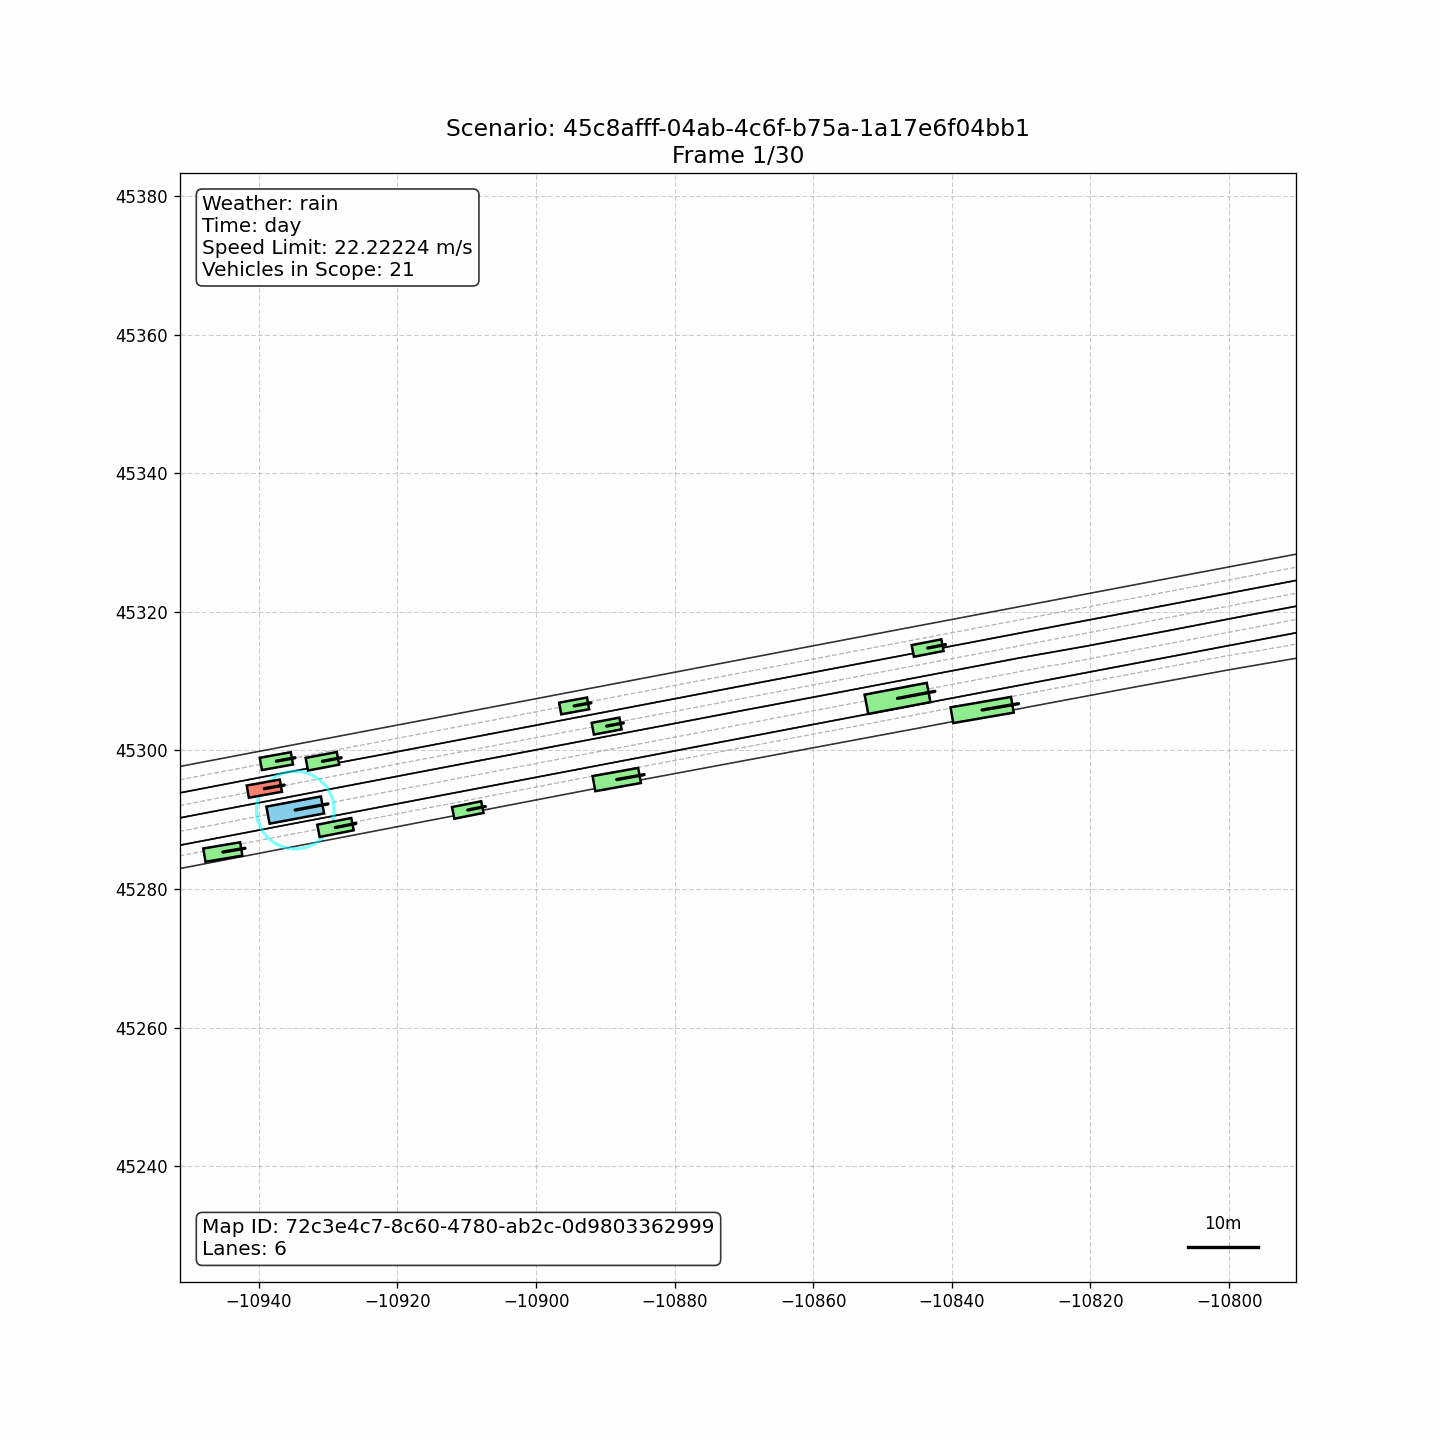 Scenario: 45c8afff-04ab-4c6f-b75a-1a17e6f04bb1
Frame 1/30
Weather: rain
Time: day
Speed Limit: 22.22224 m/s
Vehicles in Scope: 21
45380
45360
45340
45320
45300
45280
45260
45240
Map ID: 72c3e4c7-8c60-4780-ab2c-0d9803362999
Lanes: 6
10m
−10940 −10920 −10900 −10880 −10860 −10840 −10820 −10800